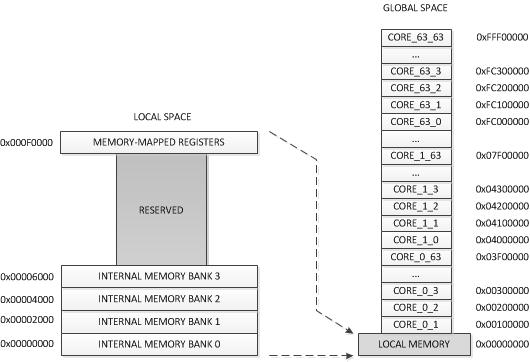 GLOBAL SPACE
CORE_63_63 0xFFF00000
...
CORE_63_3 0xFC300000
CORE_63_2 0xFC200000
CORE_63_1 0xFC100000
CORE_63_0 0xFC000000
...
CORE_1_63 0x07F00000
...
CORE_1_3 0x04300000
CORE_1_2 0x04200000
CORE_1_1 0x04100000
CORE_1_0 0x04000000
CORE_0_63 0x03F00000
...
CORE_0_3 0x00300000
CORE_0_2 0x00200000
CORE_0_1 0x00100000
LOCAL MEMORY 0x00000000
LOCAL SPACE
0x000F0000 MEMORY-MAPPED REGISTERS
RESERVED
0x00006000 INTERNAL MEMORY BANK 3
0x00004000 INTERNAL MEMORY BANK 2
0x00002000 INTERNAL MEMORY BANK 1
0x00000000 INTERNAL MEMORY BANK 0